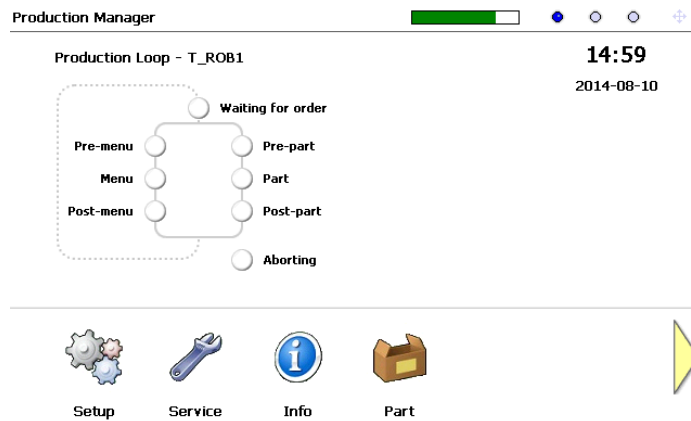 Production Manager
Production Loop - T_ROB1
14:59
2014-08-10
Waiting for order
Pre-menu
Pre-part
Menu
Part
Post-menu
Post-part
Aborting
Setup
Service
Info
Part